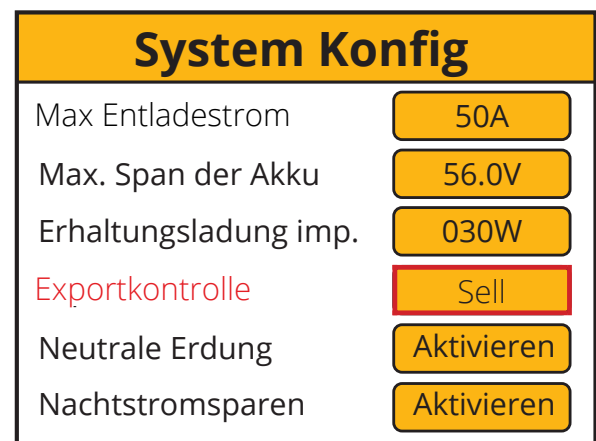 System Konfig
Max Entladestrom 50A
Max. Span der Akku 56.0V
Erhaltungsladung imp. 030W
Exportkontrolle Sell
Neutrale Erdung Aktivieren
Nachtstromsparen Aktivieren